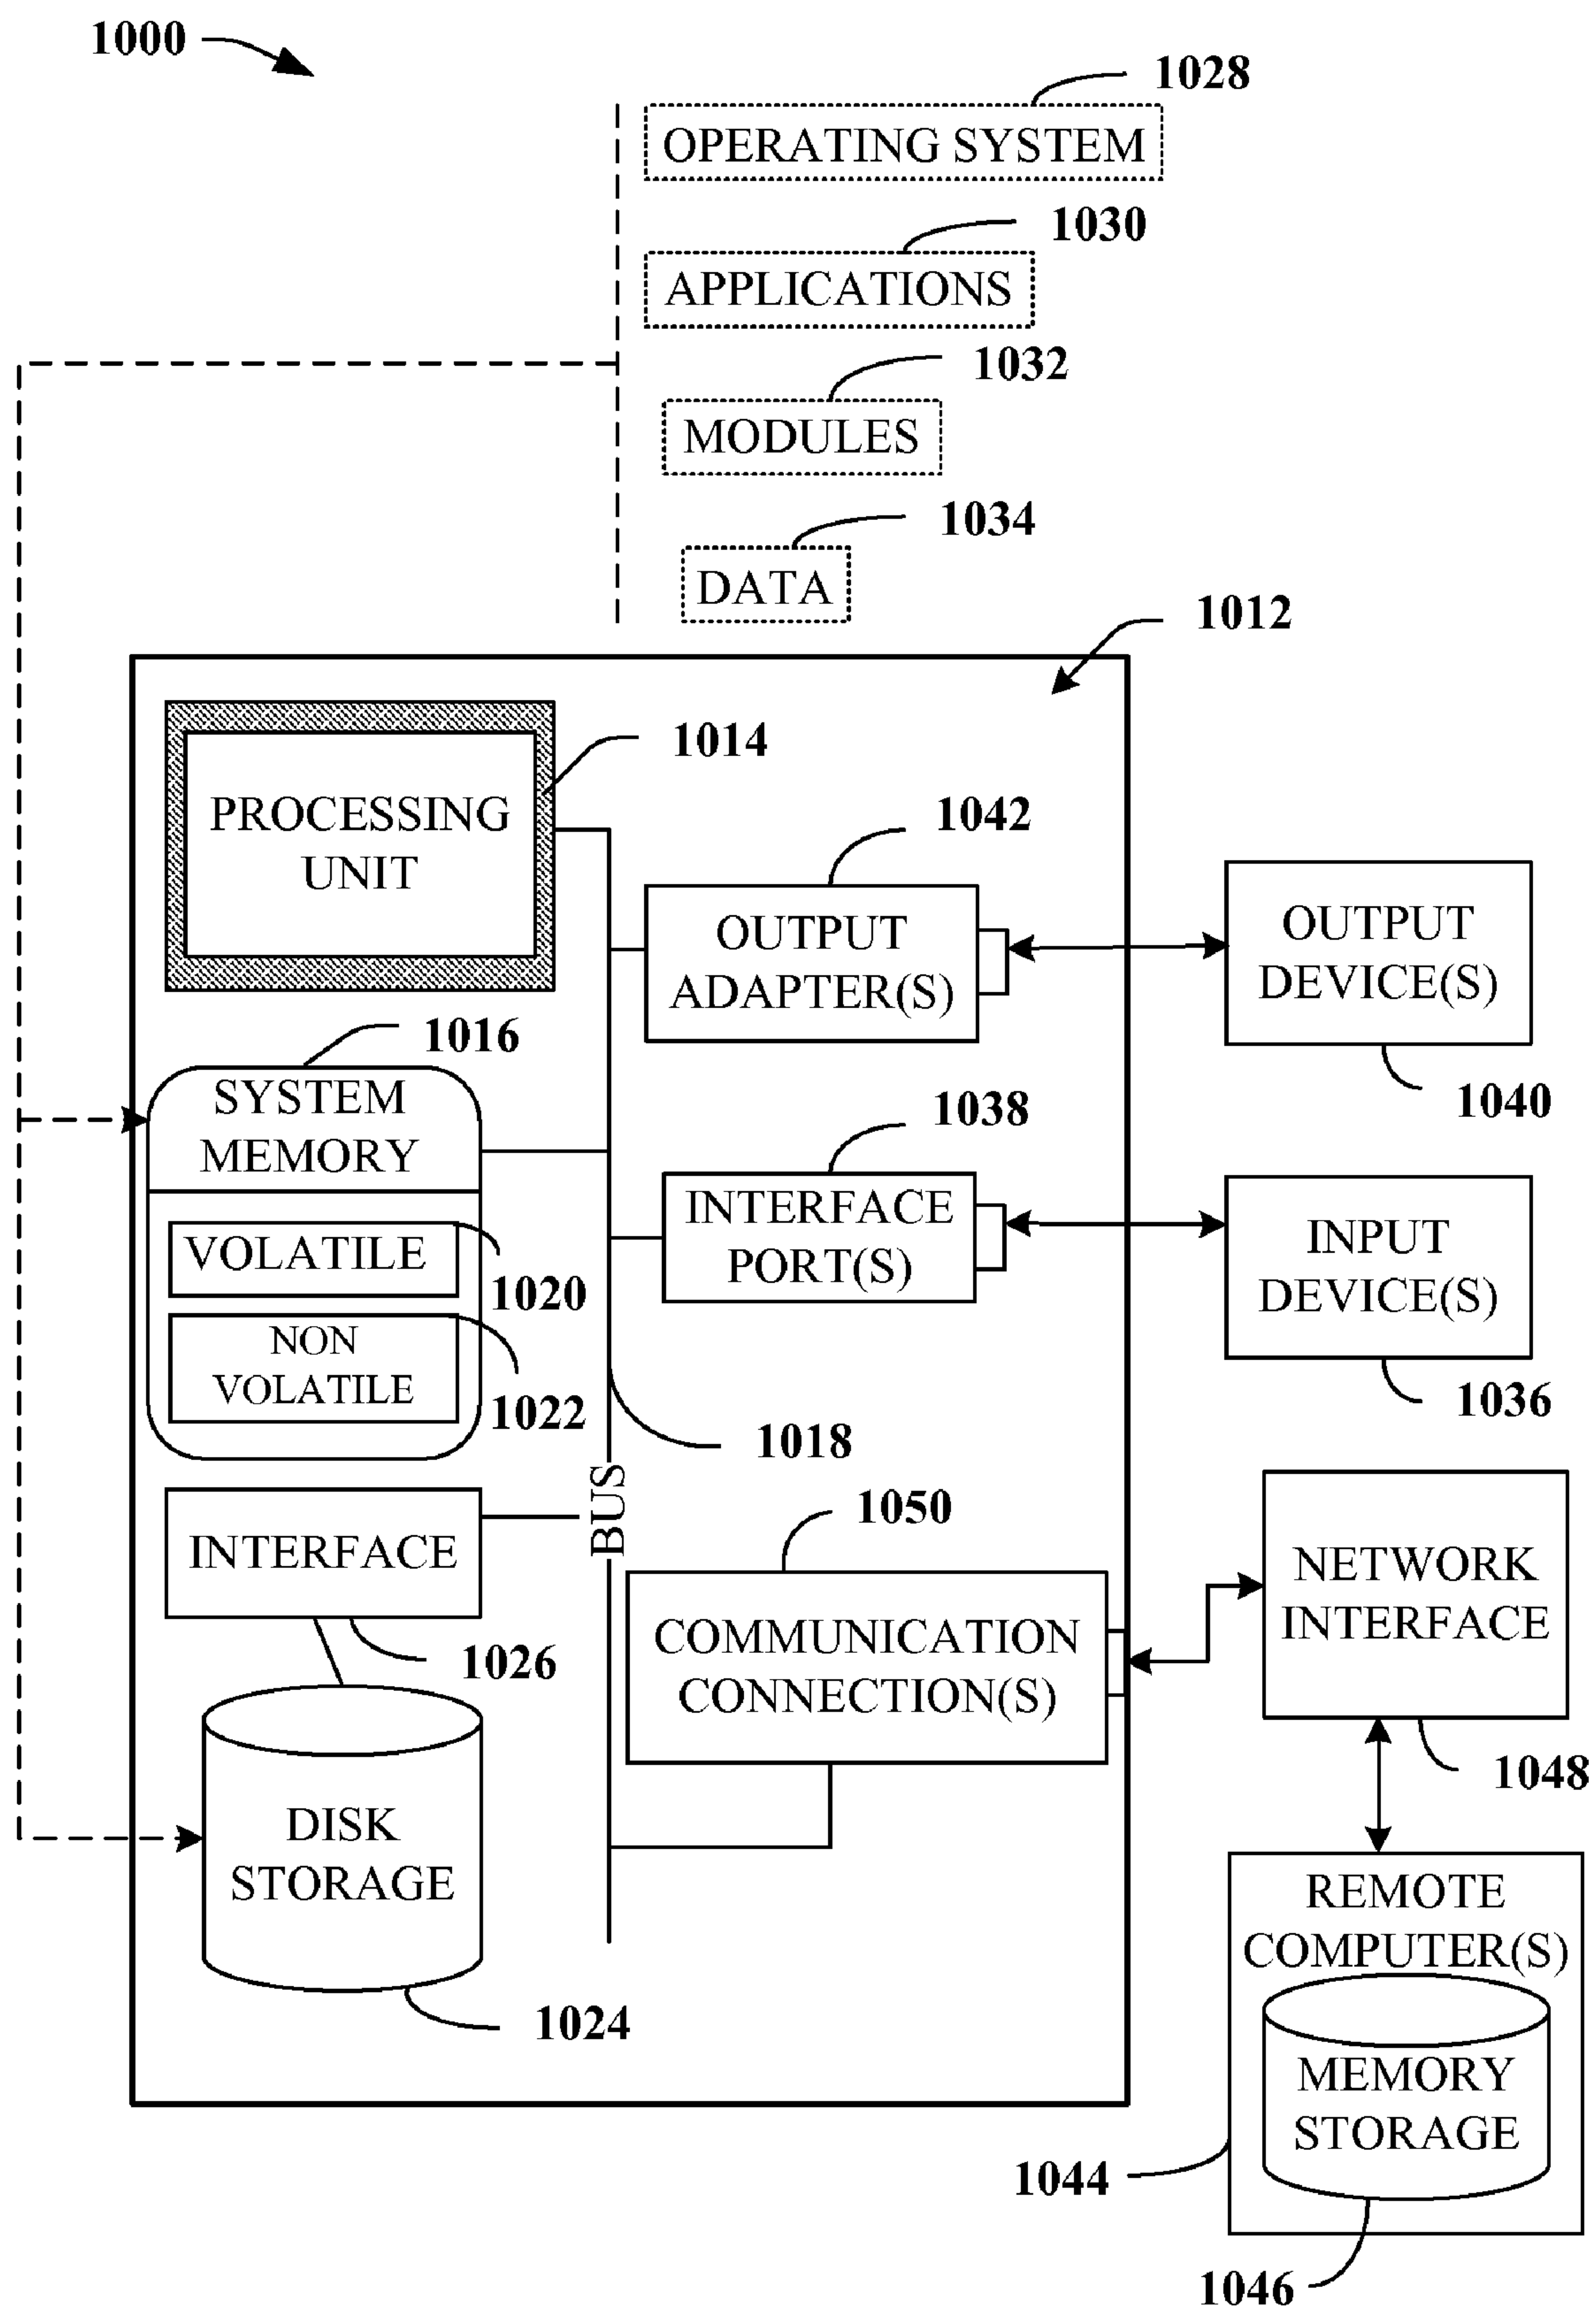 1000
1028
OPERATING SYSTEM
1030
APPLICATIONS
1032
MODULES
1034
DATA
1012
1014
PROCESSING
UNIT
1042
OUTPUT
ADAPTER(S)
OUTPUT
DEVICE(S)
1040
1016
SYSTEM
MEMORY
VOLATILE
1020
NON
VOLATILE
1022
1038
INTERFACE
PORT(S)
INPUT
DEVICE(S)
1036
1018
BUS
INTERFACE
1026
1050
COMMUNICATION
CONNECTION(S)
NETWORK
INTERFACE
1048
DISK
STORAGE
1024
REMOTE
COMPUTER(S)
MEMORY
STORAGE
1044
1046